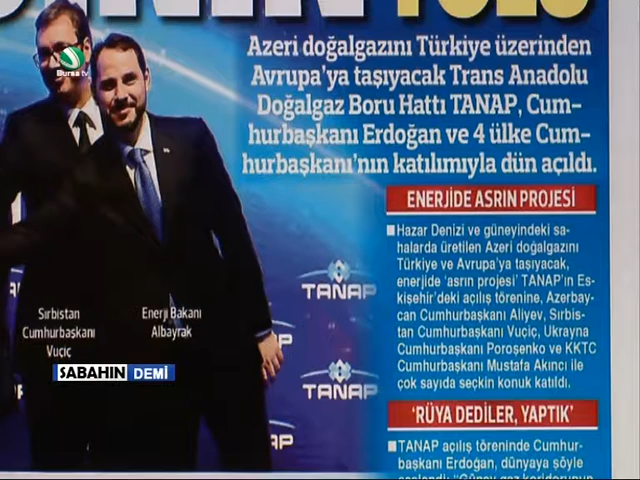 YOLU
Bursa tv
Azeri doğalgazını Türkiye üzerinden
Avrupa'ya taşıyacak Trans Anadolu
Doğalgaz Boru Hattı TANAP, Cum-
hurbaşkanı Erdoğan ve 4 ülke Cum-
hurbaşkanı'nın katılımıyla dün açıldı.
ENERJİDE ASRIN PROJESİ
Hazar Denizi ve güneyindeki sa-
halarda üretilen Azeri doğalgazını
Türkiye ve Avrupa'ya taşıyacak,
enerjide 'asrın projesi' TANAP'ın Es-
kişehir'deki açılış törenine, Azerbay-
can Cumhurbaşkanı Aliyev, Sırbis-
tan Cumhurbaşkanı Vuçiç, Ukrayna
Cumhurbaşkanı Poroşenko ve KKTC
Cumhurbaşkanı Mustafa Akıncı ile
çok sayıda seçkin konuk katıldı.
'RÜYA DEDİLER, YAPTIK'
TANAP açılış töreninde Cumhur-
başkanı Erdoğan, dünyaya şöyle
TANAP
TANAP
Sırbistan
Cumhurbaşkanı
Vuçiç
Enerji Bakanı
Albayrak
SABAHIN DEMİ